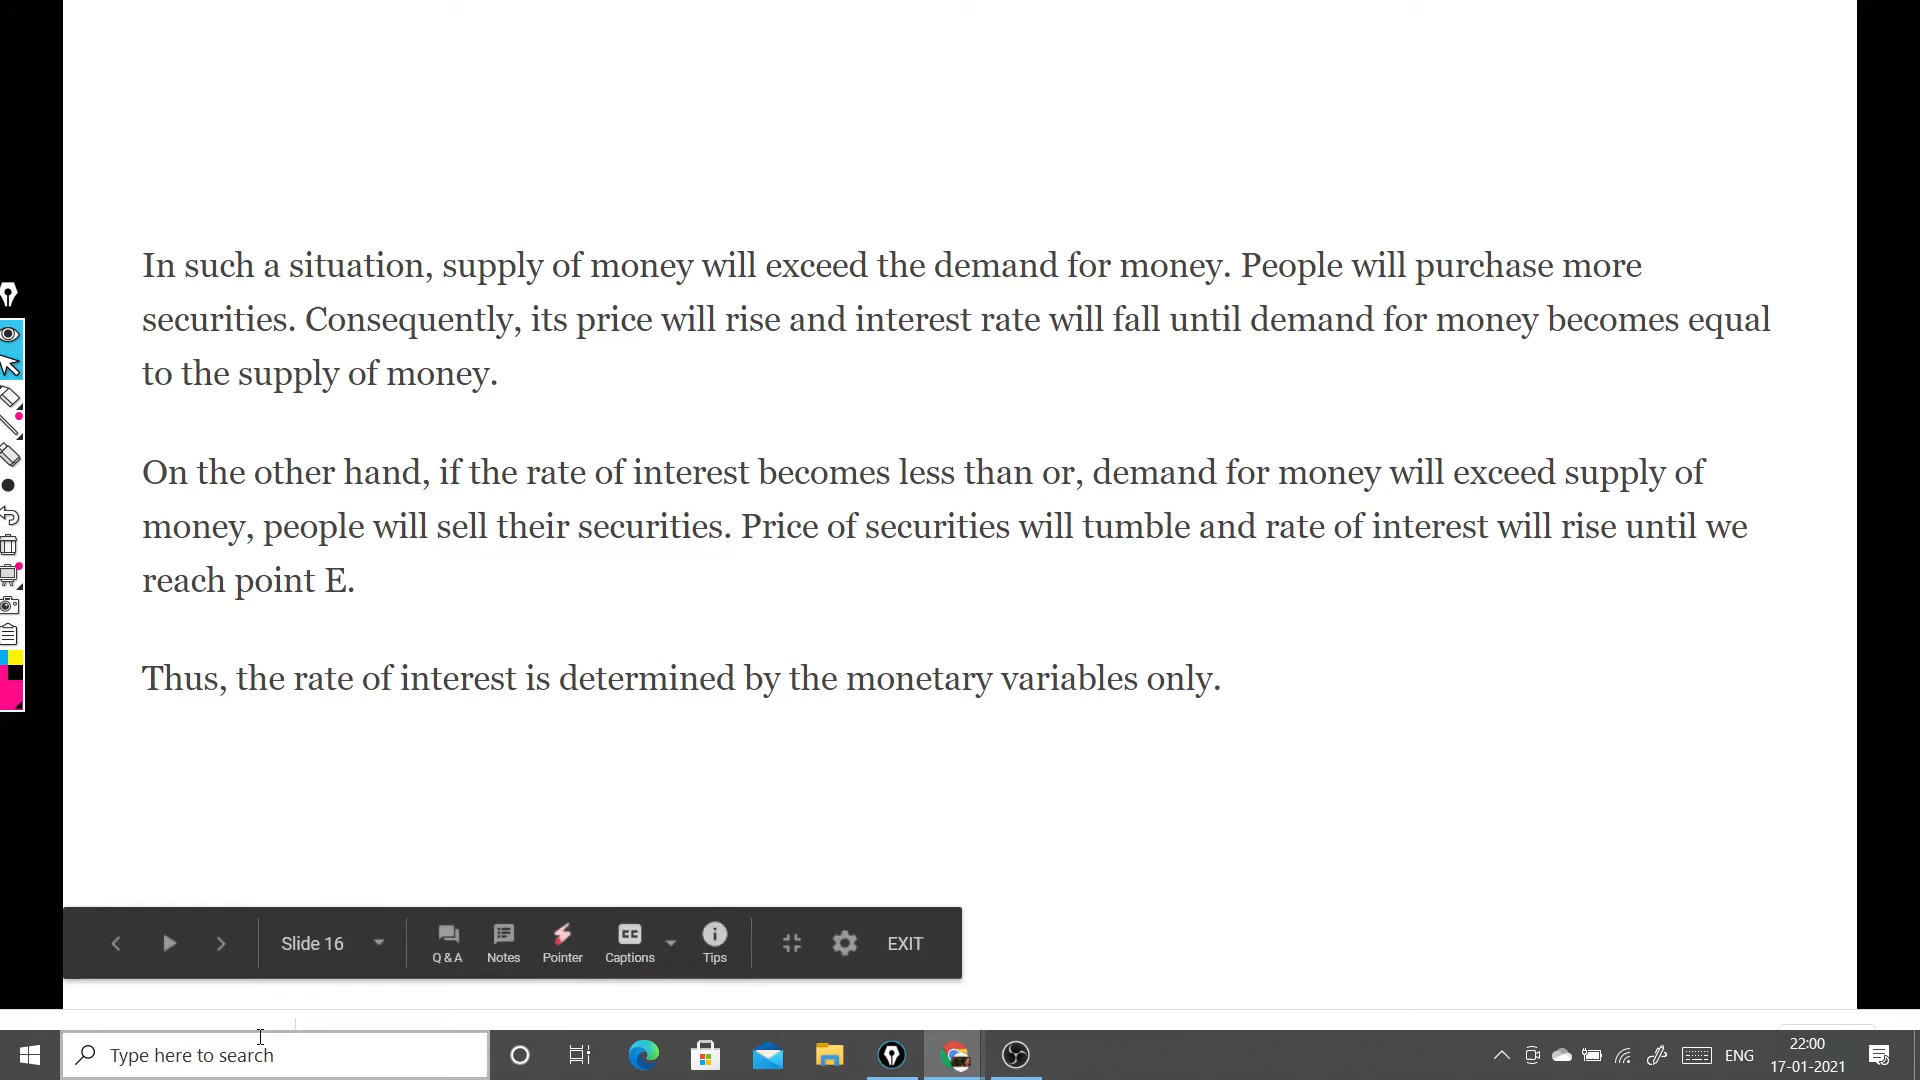 In such a situation, supply of money will exceed the demand for money. People will purchase more
securities. Consequently, its price will rise and interest rate will fall until demand for money becomes equal
to the supply of money.
On the other hand, if the rate of interest becomes less than or, demand for money will exceed supply of
money, people will sell their securities. Price of securities will tumble and rate of interest will rise until we
reach point E.
Thus, the rate of interest is determined by the monetary variables only.
Slide 16
Q & A
Notes
CC
Captions
Pointer
Tips
EXIT
Type here to search
ENG
22:00
17-01-2021